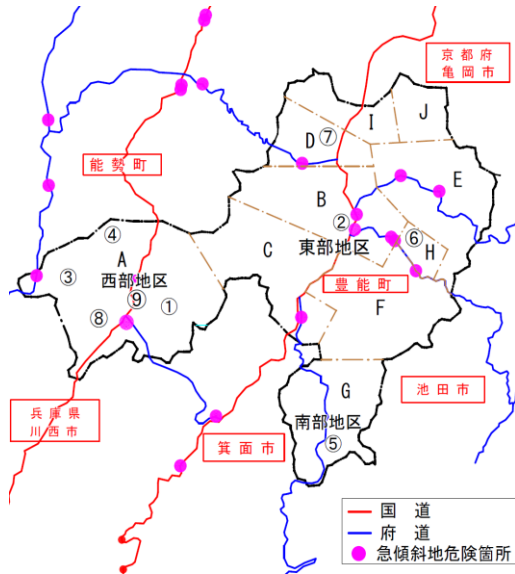 京都府
亀岡市
J
I
D ⑦
能勢町
E
B
②
④
⑥
A
C
東部地区
H
西部地区
③
豊能町
⑨
①
F
⑧
G
池田市
兵庫県
川西市
南部地区
箕面市
⑤
国道
府道
急傾斜地危険箇所